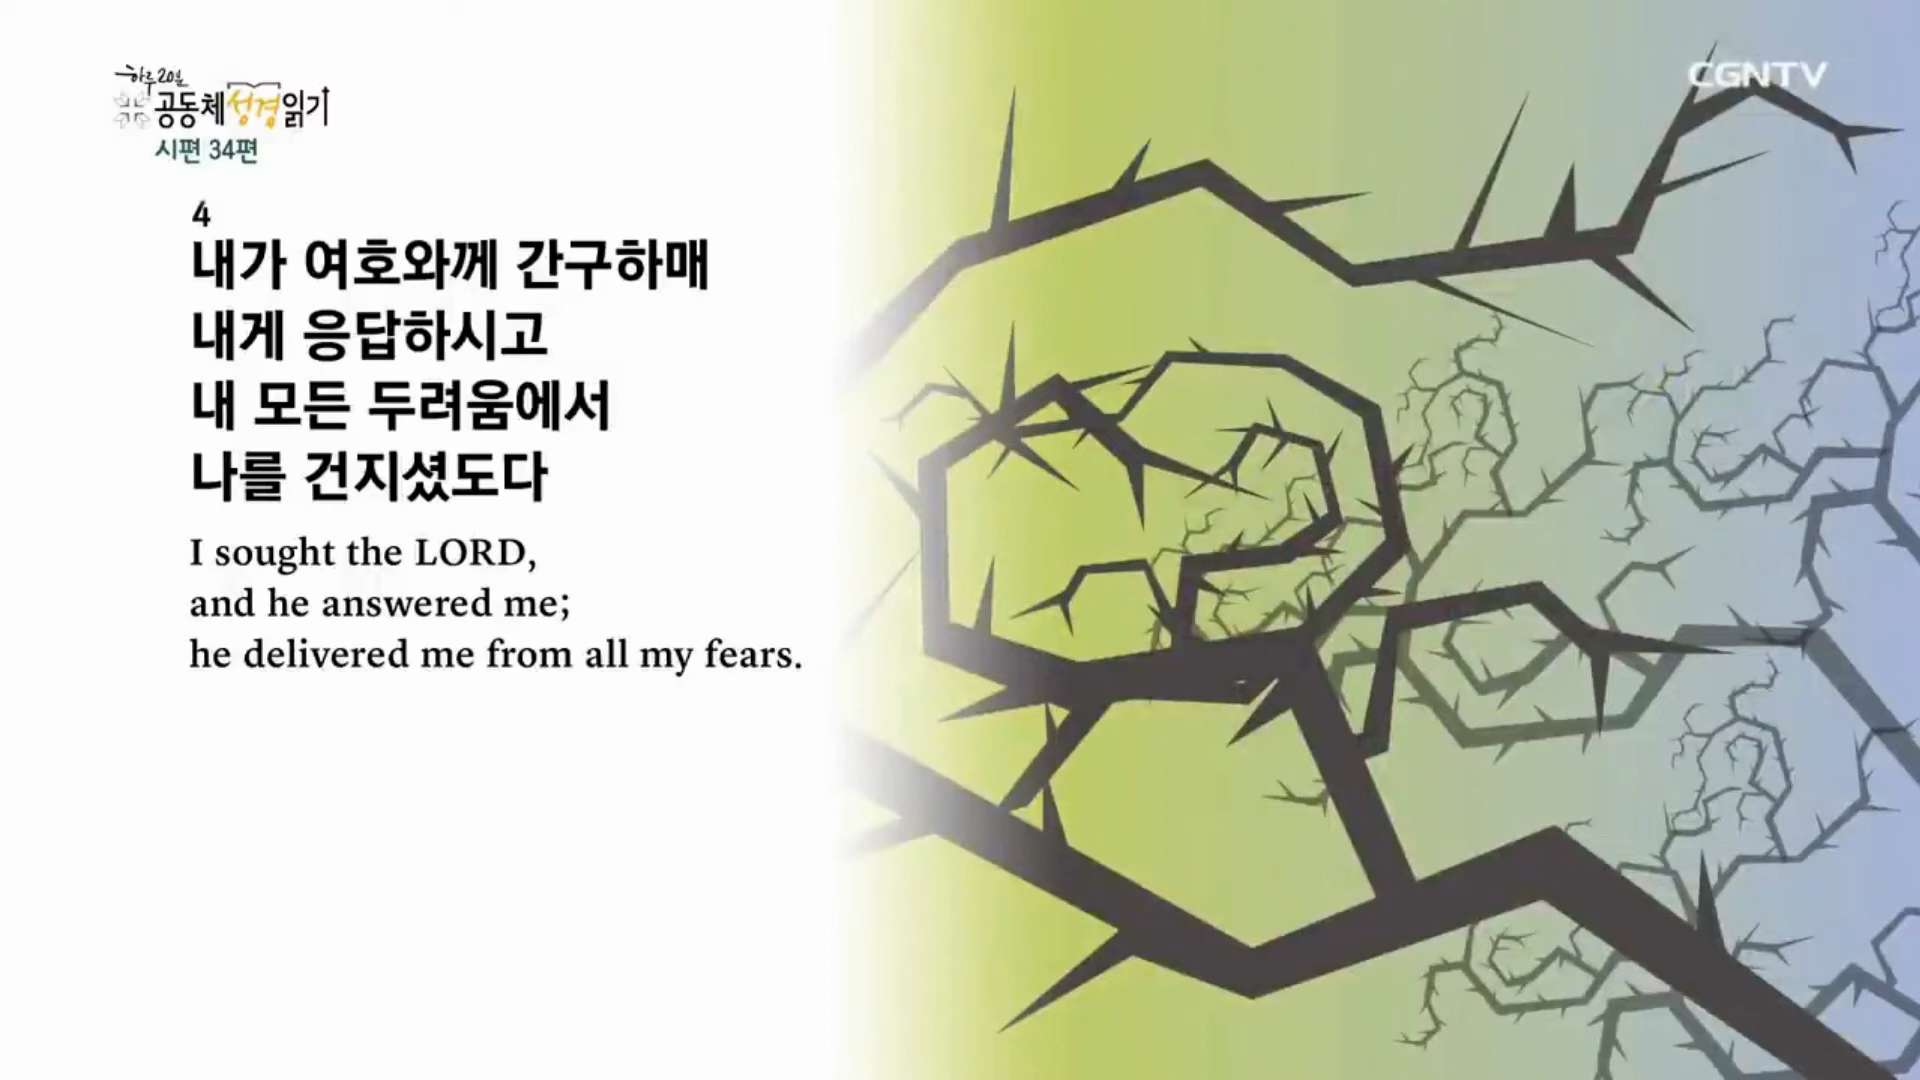 하루 20분
공동체 성경 읽기
시편 34편
CGNTV
4
내가 여호와께 간구하매
내게 응답하시고
내 모든 두려움에서
나를 건지셨도다
I sought the LORD,
and he answered me;
he delivered me from all my fears.